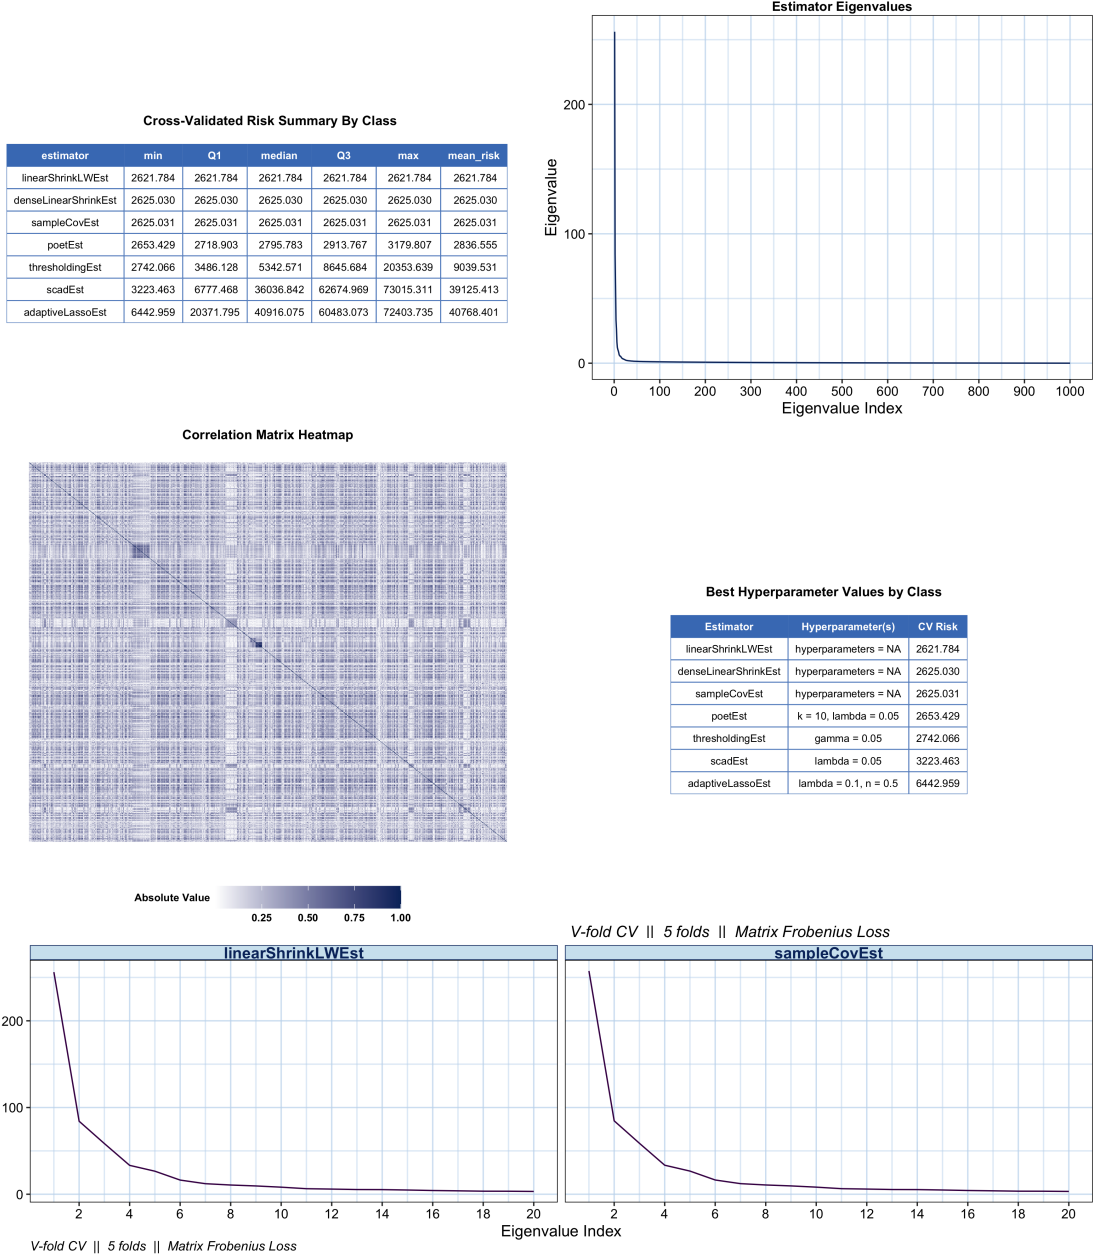 Estimator Eigenvalues
Eigenvalue
200
100
0
0 100 200 300 400 500 600 700 800 900 1000
Eigenvalue Index
Cross-Validated Risk Summary By Class
estimator min Q1 median Q3 max mean_risk
linearShrinkLWEst 2621.784 2621.784 2621.784 2621.784 2621.784 2621.784
denseLinearShrinkEst 2625.030 2625.030 2625.030 2625.030 2625.030 2625.030
sampleCovEst 2625.031 2625.031 2625.031 2625.031 2625.031 2625.031
poetEst 2653.429 2718.903 2795.783 2913.767 3179.807 2836.555
thresholdingEst 2742.066 3486.128 5342.571 8645.684 20353.639 9039.531
scadEst 3223.463 6777.468 36036.842 62674.969 73015.311 39125.413
adaptiveLassoEst 6442.959 20371.795 40916.075 60483.073 72403.735 40768.401
Correlation Matrix Heatmap
Absolute Value
0.25 0.50 0.75 1.00
Best Hyperparameter Values by Class
Estimator Hyperparameter(s) CV Risk
linearShrinkLWEst hyperparameters = NA 2621.784
denseLinearShrinkEst hyperparameters = NA 2625.030
sampleCovEst hyperparameters = NA 2625.031
poetEst k = 10, lambda = 0.05 2653.429
thresholdingEst gamma = 0.05 2742.066
scadEst lambda = 0.05 3223.463
adaptiveLassoEst lambda = 0.1, n = 0.5 6442.959
V-fold CV || 5 folds || Matrix Frobenius Loss
linearShrinkLWEst sampleCovEst
200
100
0
2 4 6 8 10 12 14 16 18 20 2 4 6 8 10 12 14 16 18 20
Eigenvalue Index
V-fold CV || 5 folds || Matrix Frobenius Loss